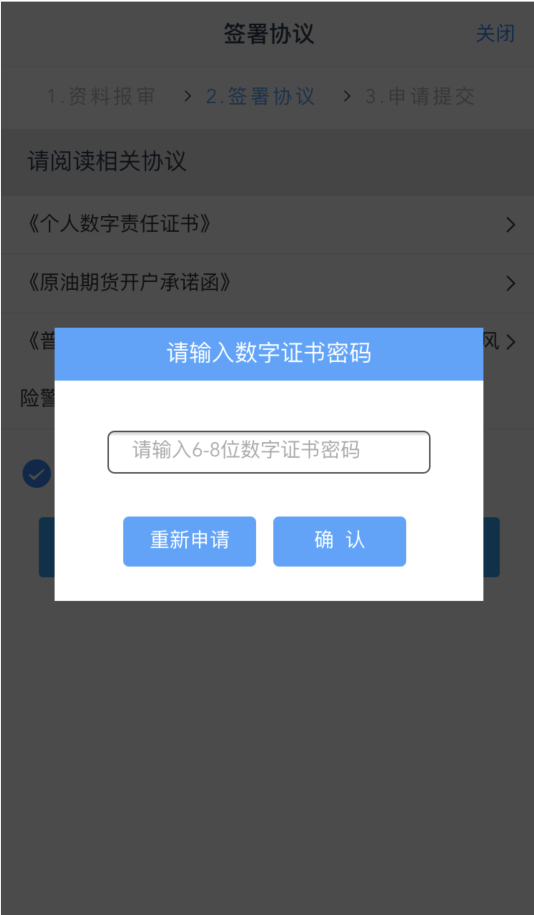 签署协议
关闭
1.资料报审 > 2.签署协议 > 3.申请提交
请阅读相关协议
《个人数字责任证书》
《原油期货开户承诺函》
《普
风
险警
请输入数字证书密码
请输入6-8位数字证书密码
重新申请
确 认